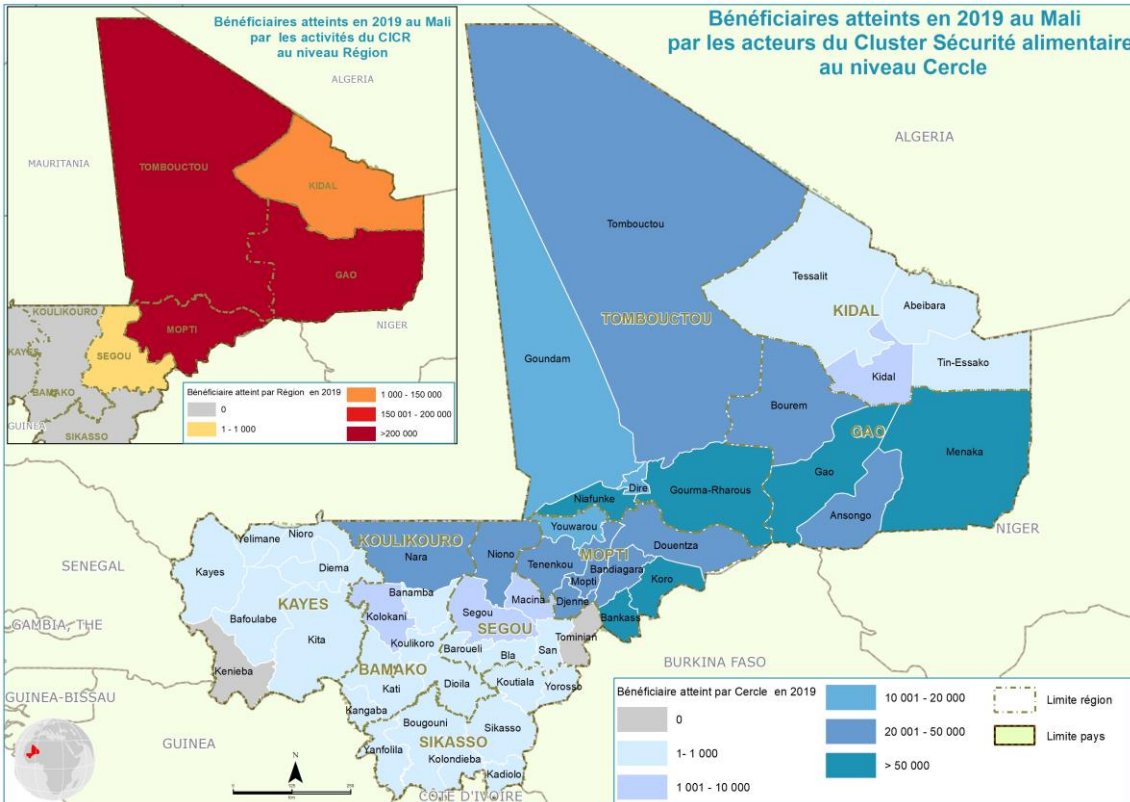 Bénéficiaires atteints en 2019 au Mali
par les activités du CICR
au niveau Région
ALGERIA
MAURITANIA
TOMBOUCTOU
KIDAL
GAO
KOULIKOURO
MOPTI
NIGER
KAYES
SEGOU
BAMAKO
GUINEA
SIKASSO
Bénéficiaire atteint par Région en 2019
0
1 - 1 000
1 000 - 150 000
150 001 - 200 000
>200 000
Bénéficiaires atteints en 2019 au Mali
par les acteurs du Cluster Sécurité alimentaire
au niveau Cercle
ALGERIA
Tombouctou
Tessalit
Abeibara
KIDAL
TOMBOUCTOU
Goundam
Kidal
Tin-Essako
Bourem
GAO
Menaka
Gao
Dire
Gourma-Rharous
Niafunke
Ansongo
NIGER
Youwarou
KOULIKOURO
Nara
Niono
Tenenkou
MOPTI
Douentza
Bandiagara
Mopti
Koro
Djenne
Bankass
Yelimane
Nioro
Kayes
Diema
SENEGAL
KAYES
Banamba
Kolokani
Segou
Macina
Bafoulabe
Kita
Koulikoro
SEGOU
Tominian
GAMBIA, THE
Baroueli
Bla
San
Kenieba
BAMAKO
BURKINA FASO
Kati
Dioila
Koutiala
Yorosso
GUINEA-BISSAU
Kangaba
Bougouni
Sikasso
GUINEA
SIKASSO
Yanfolila
Kolondieba
Kadiolo
CÔTE D'IVOIRE
N
0
125
250
km
Bénéficiaire atteint par Cercle en 2019
0
1- 1 000
1 001 - 10 000
10 001 - 20 000
20 001 - 50 000
> 50 000
Limite région
Limite pays